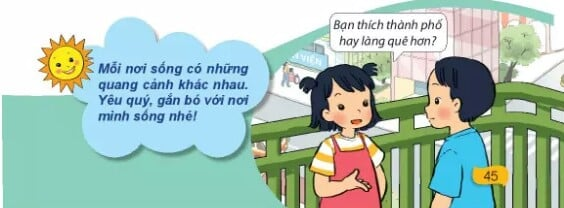 Mỗi nơi sống có những
quang cảnh khác nhau.
Yêu quý, gắn bó với nơi
mình sống nhé!
Bạn thích thành phố
hay làng quê hơn?
VIÊN
45